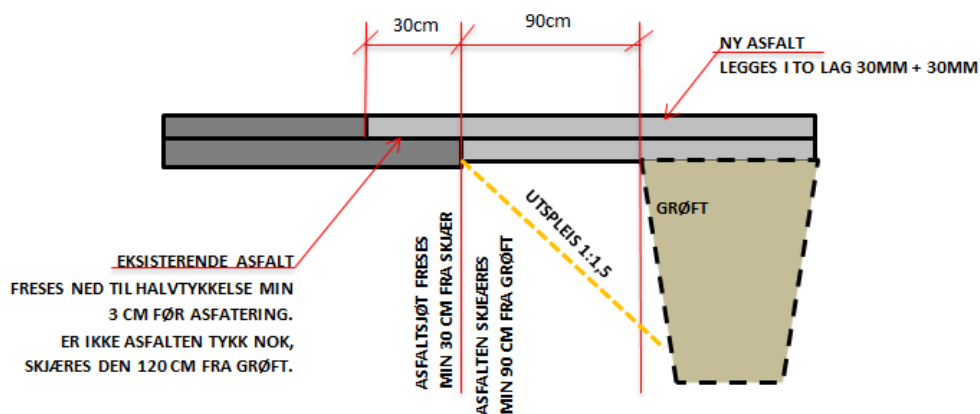 30cm
90cm
NY ASFALT
LEGGES I TO LAG 30MM + 30MM
GRØFT
UTSPLEIS 1:1,5
EKSISTERENDE ASFALT
FRESES NED TIL HALVTYKKELSE MIN
3 CM FØR ASFATERING.
ER IKKE ASFALTEN TYKK NOK,
SKJÆRES DEN 120 CM FRA GRØFT.
ASFALTSJØT FRESES
MIN 30 CM FRA SKJÆR
ASFALTEN SKJEÆRES
MIN 90 CM FRA GRØFT